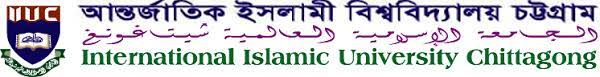 IIUC
আন্তর্জাতিক ইসলামী বিশ্ববিদ্যালয় চট্টগ্রাম
الجامعة الإسلامية العالمية شيتاغونغ
International Islamic University Chittagong